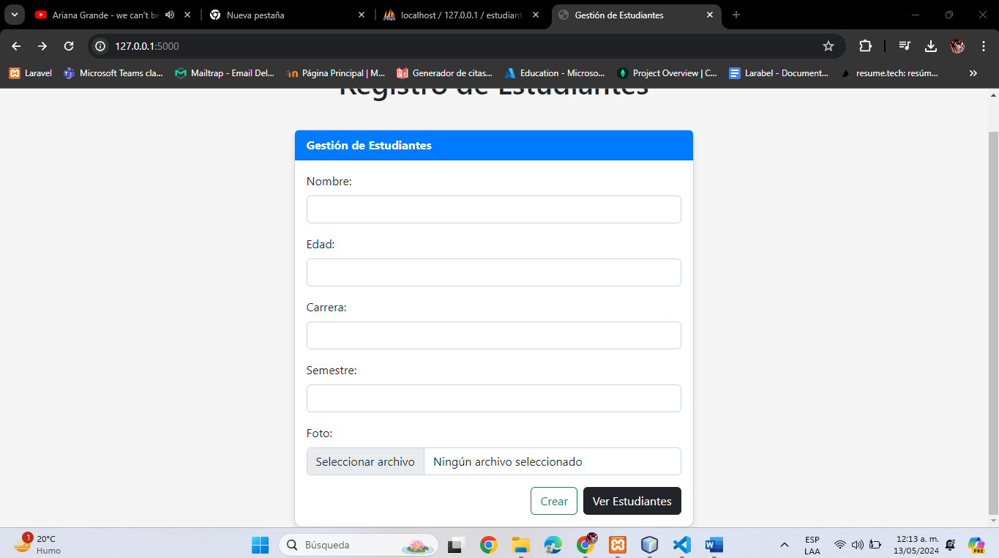 Ariana Grande - we can't be
Nueva pestaña
localhost / 127.0.0.1 / estudiant
Gestión de Estudiantes
127.0.0.1:5000
Laravel
Microsoft Teams cla...
Mailtrap - Email Del...
Página Principal | M...
Generador de citas...
Education - Microso...
Project Overview | C...
Larabel - Document...
resume.tech: resúm...
Registro de Estudiantes
Gestión de Estudiantes
Nombre:
Edad:
Carrera:
Semestre:
Foto:
Seleccionar archivo
Ningún archivo seleccionado
Crear
Ver Estudiantes
1
20°C
Humo
Búsqueda
ESP
LAA
12:13 a. m.
13/05/2024
PRE